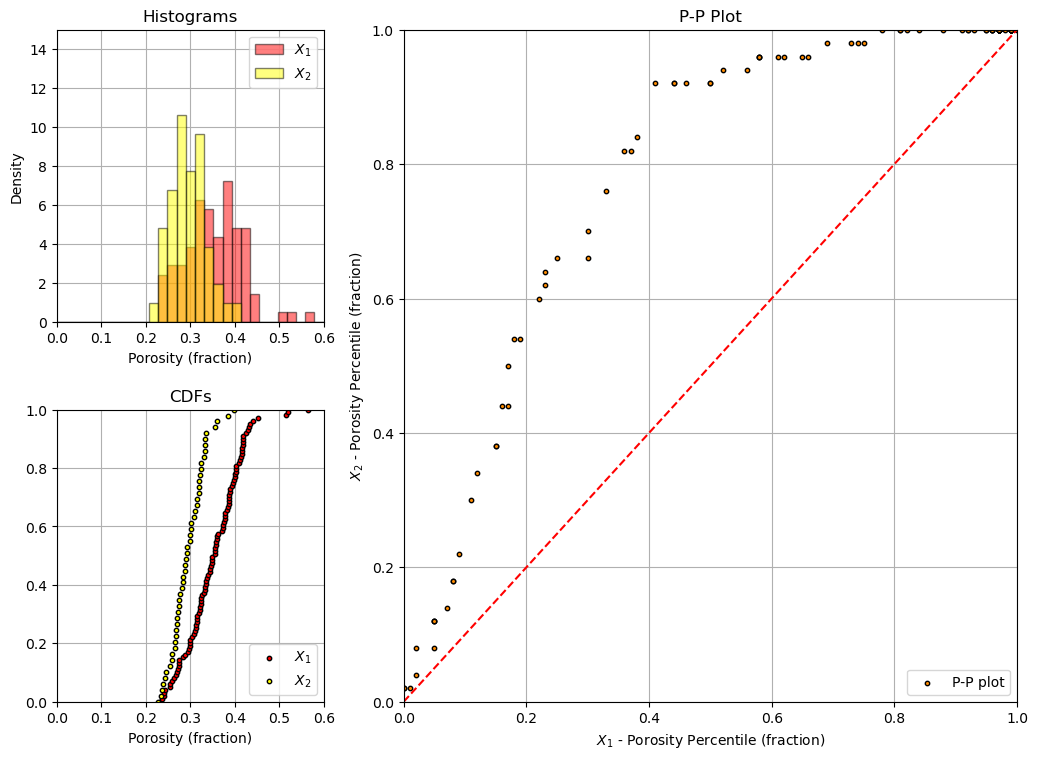 Histograms
14
12
10
8
6
4
2
0
Density
X1
X2
0.0 0.1 0.2 0.3 0.4 0.5 0.6
Porosity (fraction)
CDFs
1.0
0.8
0.6
0.4
0.2
0.0
X1
X2
0.0 0.1 0.2 0.3 0.4 0.5 0.6
Porosity (fraction)
P-P Plot
1.0
0.8
0.6
0.4
0.2
0.0
X2 - Porosity Percentile (fraction)
P-P plot
0.0 0.2 0.4 0.6 0.8 1.0
X1 - Porosity Percentile (fraction)